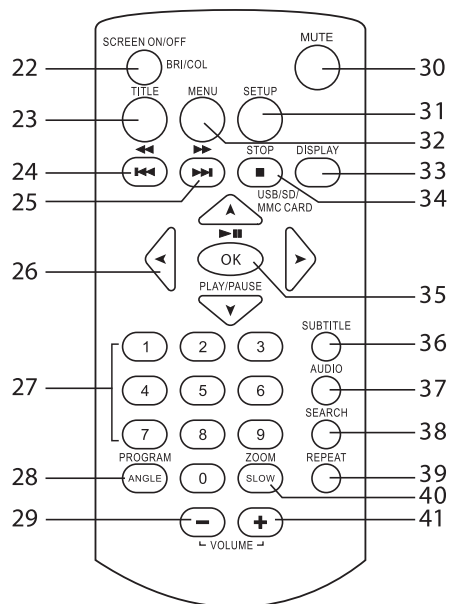 SCREEN ON/OFF
MUTE
22
BRI/COL
30
TITLE
MENU
SETUP
23
31
32
STOP
DISPLAY
24
33
25
USB/SD/
MMC CARD
34
26
OK
35
PLAY/PAUSE
SUBTITLE
1 2 3
36
27
AUDIO
4 5 6
37
SEARCH
7 8 9
38
PROGRAM
ZOOM
REPEAT
28
ANGLE
0
SLOW
39
40
29
− +
41
VOLUME